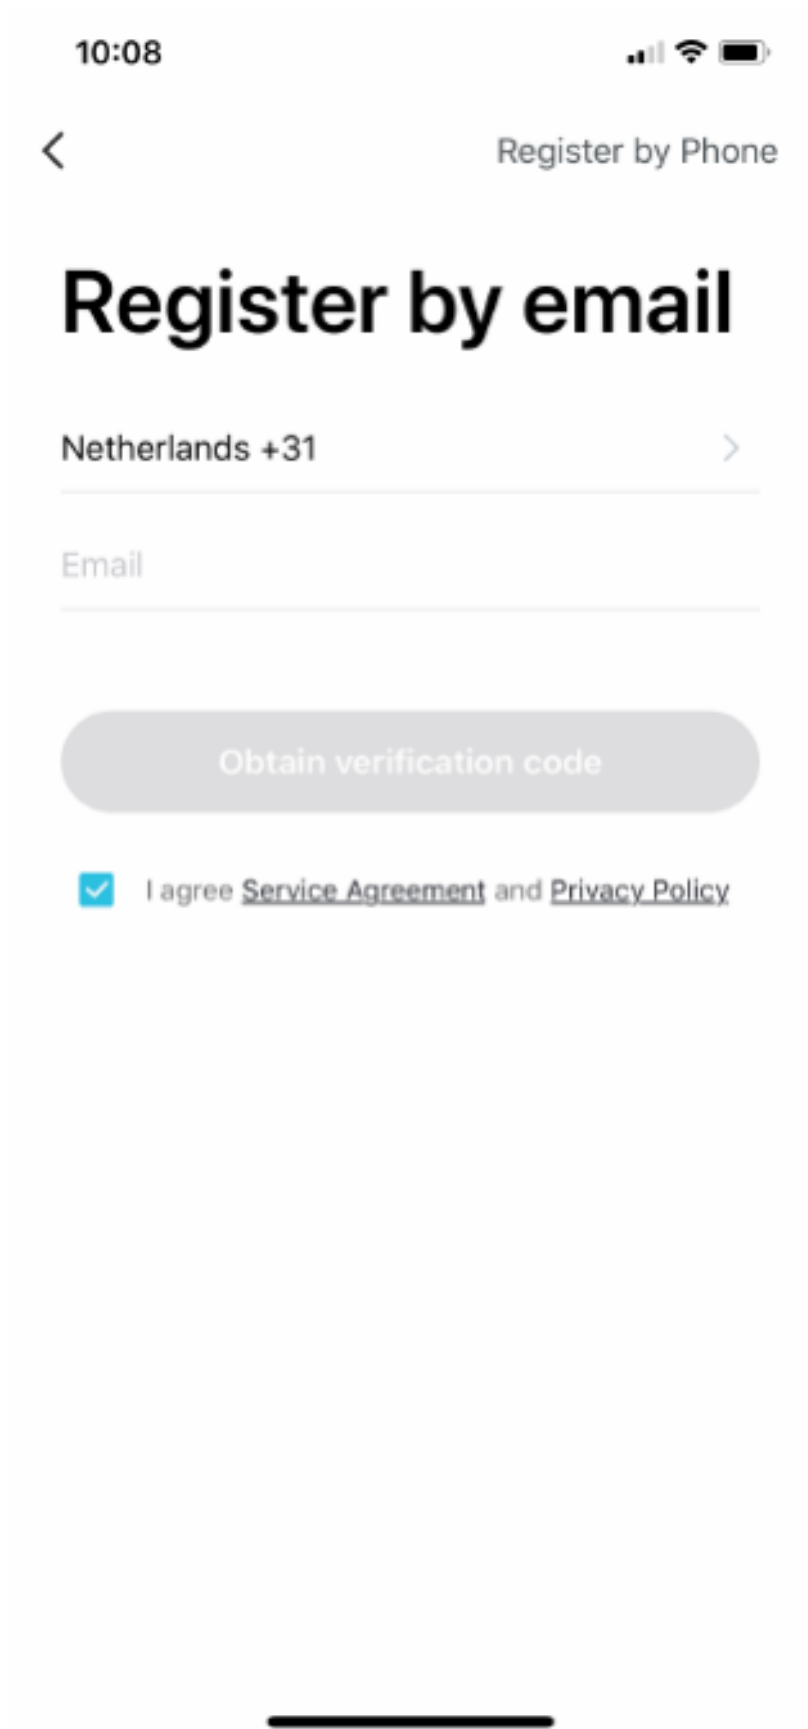 10:08
Register by Phone
Register by email
Netherlands +31
Email
Obtain verification code
I agree Service Agreement and Privacy Policy